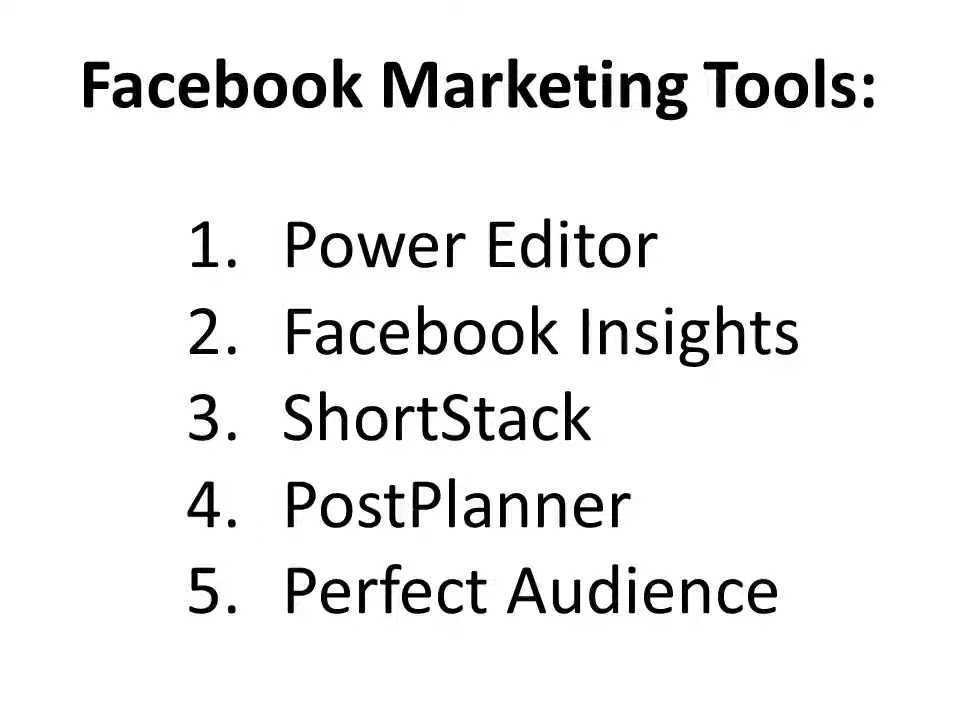 Facebook Marketing Tools:
1. Power Editor
2. Facebook Insights
3. ShortStack
4. PostPlanner
5. Perfect Audience